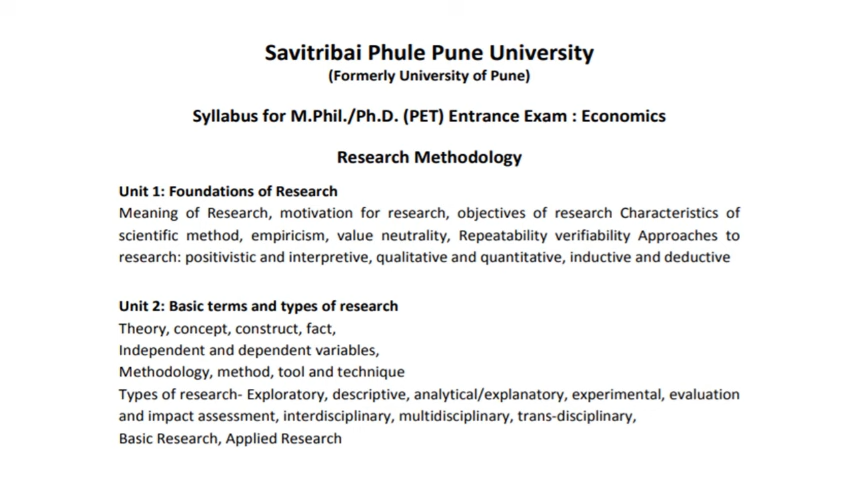 Savitribai Phule Pune University
(Formerly University of Pune)
Syllabus for M.Phil./Ph.D. (PET) Entrance Exam : Economics
Research Methodology
Unit 1: Foundations of Research
Meaning of Research, motivation for research, objectives of research Characteristics of
scientific method, empiricism, value neutrality, Repeatability verifiability Approaches to
research: positivistic and interpretive, qualitative and quantitative, inductive and deductive
Unit 2: Basic terms and types of research
Theory, concept, construct, fact,
Independent and dependent variables,
Methodology, method, tool and technique
Types of research- Exploratory, descriptive, analytical/explanatory, experimental, evaluation
and impact assessment, interdisciplinary, multidisciplinary, trans-disciplinary,
Basic Research, Applied Research